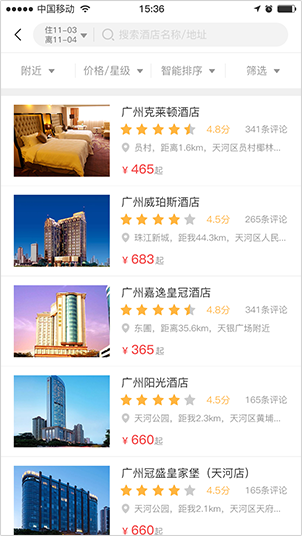 中国移动
15:36
住11-03
离11-04
搜索酒店名称/地址
附近
价格/星级
智能排序
筛选
广州克莱顿酒店
4.8分
341条评论
员村，距离1.6km，天河区员村椰林...
¥ 465起
广州威珀斯酒店
4.5分
265条评论
珠江新城，距我44.3km，天河区人民...
¥ 683起
广州嘉逸皇冠酒店
4.8分
341条评论
东圃，距离35.6km，天银广场附近
¥ 365起
广州阳光酒店
4.5分
165条评论
天河公园，距我2.3km，天河区黄埔...
¥ 660起
广州冠盛皇家堡（天河店）
4.5分
165条评论
天河公园，距我2.1km，天河区天府...
¥ 660起